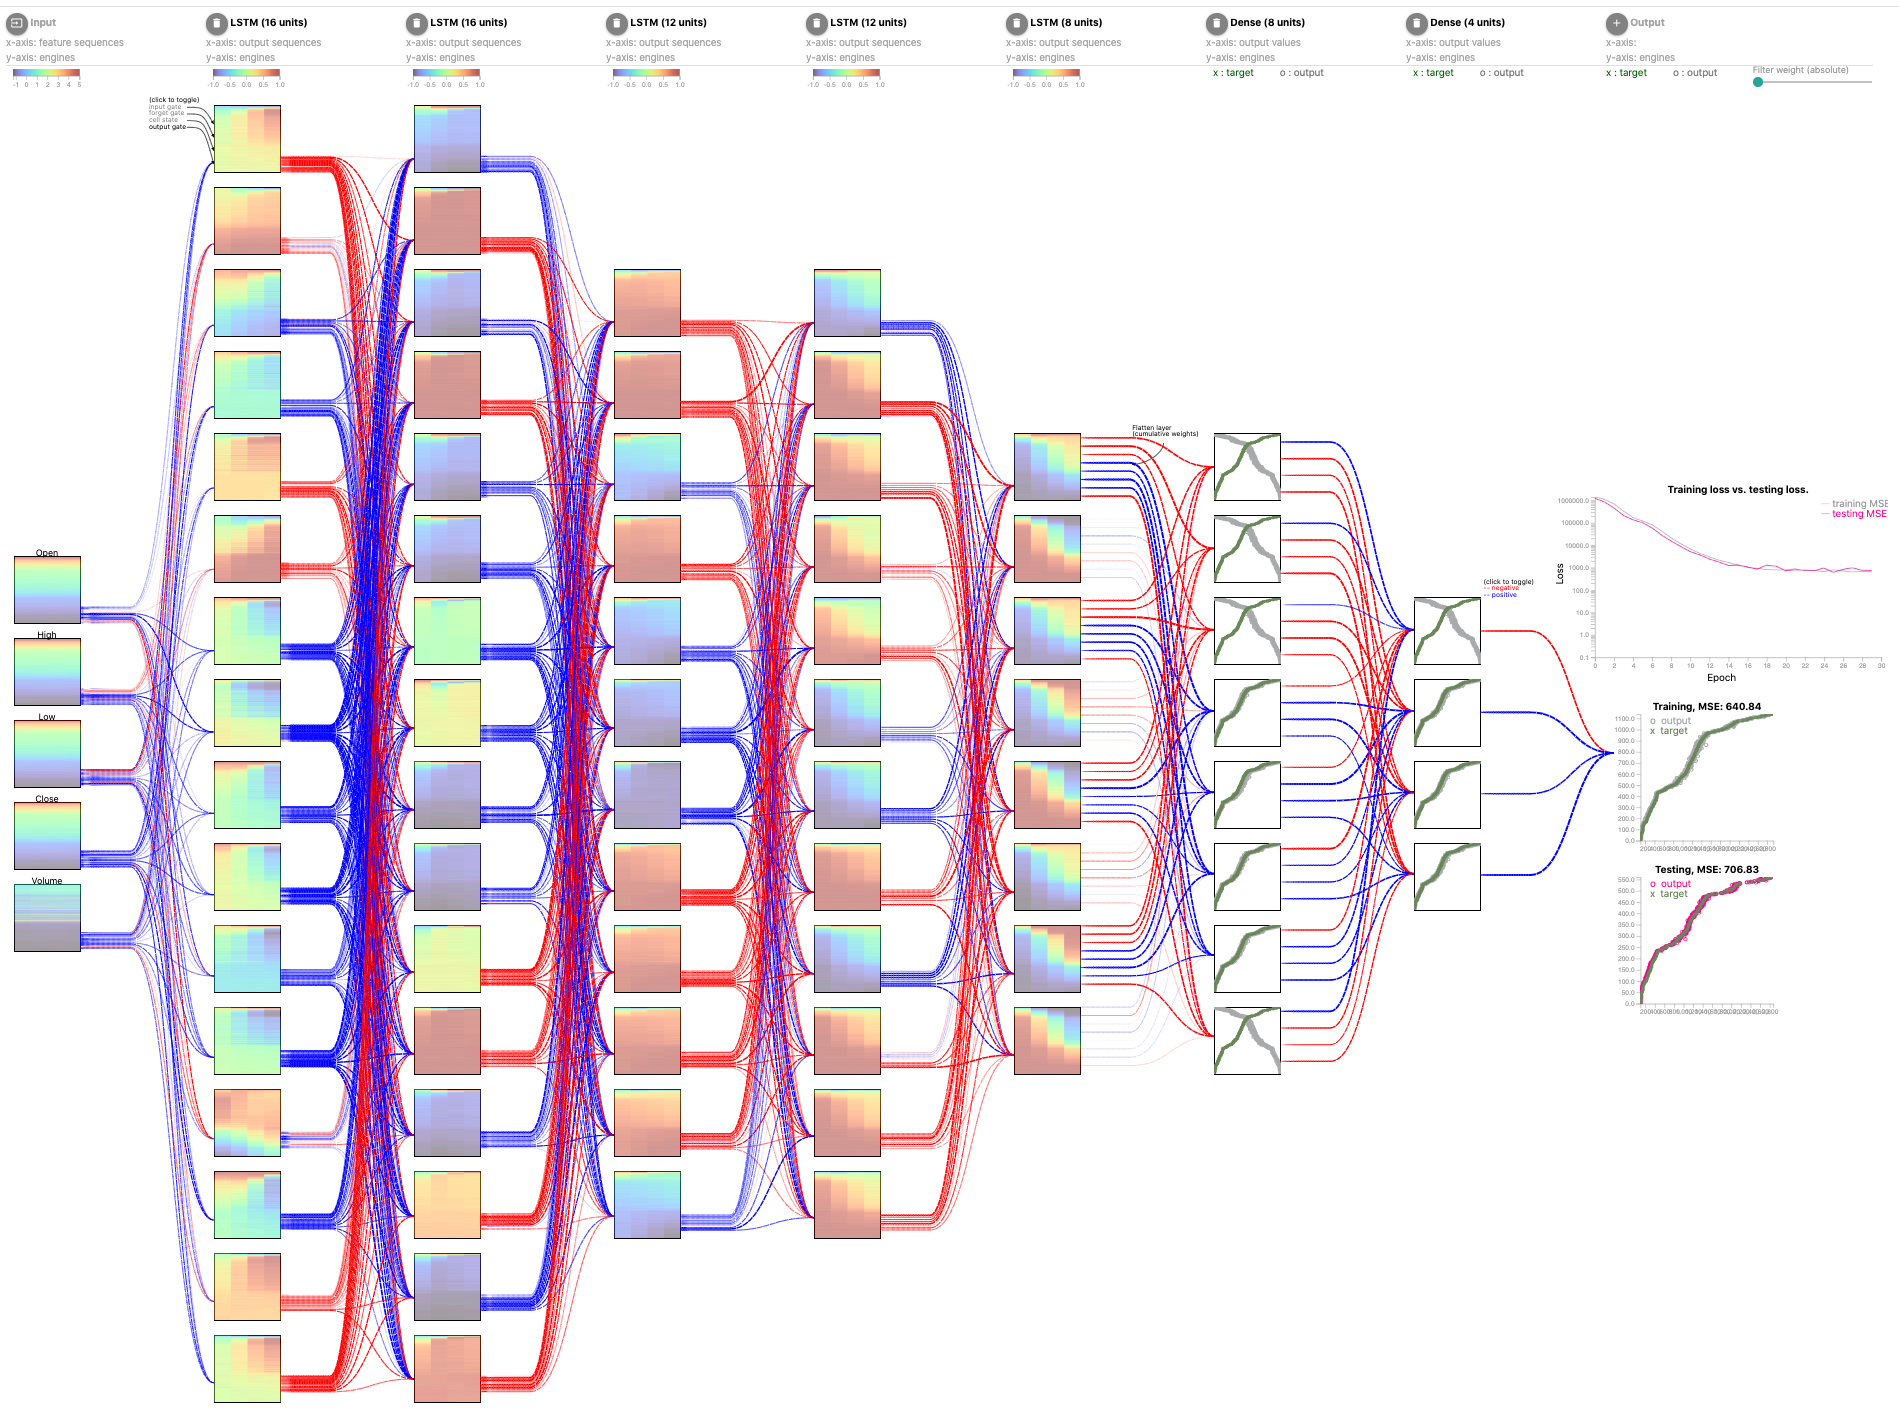 Input
x-axis: feature sequences
y-axis: engines
-1 0 1 2 3 4 5
LSTM (16 units)
x-axis: output sequences
y-axis: engines
-1.0 -0.5 0.0 0.5 1.0
LSTM (16 units)
x-axis: output sequences
y-axis: engines
-1.0 -0.5 0.0 0.5 1.0
LSTM (12 units)
x-axis: output sequences
y-axis: engines
-1.0 -0.5 0.0 0.5 1.0
LSTM (12 units)
x-axis: output sequences
y-axis: engines
-1.0 -0.5 0.0 0.5 1.0
LSTM (8 units)
x-axis: output sequences
y-axis: engines
-1.0 -0.5 0.0 0.5 1.0
Dense (8 units)
x-axis: output values
y-axis: engines
x : target o : output
Dense (4 units)
x-axis: output values
y-axis: engines
x : target o : output
Output
x-axis:
y-axis: engines
x : target o : output
Filter weight (absolute)
(click to toggle)
input gate
forget gate
cell state
output gate
Open
High
Low
Close
Volume
Flatten layer
(cumulative weights)
(click to toggle)
-- negative
-- positive
Training loss vs. testing loss.
training MSE
testing MSE
1000000.0
100000.0
10000.0
1000.0
100.0
10.0
1.0
0.1
Loss
0 2 4 6 8 10 12 14 16 18 20 22 24 26 28 30
Epoch
Training, MSE: 640.84
o output
x target
1100.0
1000.0
900.0
800.0
700.0
600.0
500.0
400.0
300.0
200.0
100.0
0.0
Testing, MSE: 706.83
o output
x target
550.0
500.0
450.0
400.0
350.0
300.0
250.0
200.0
150.0
100.0
50.0
0.0